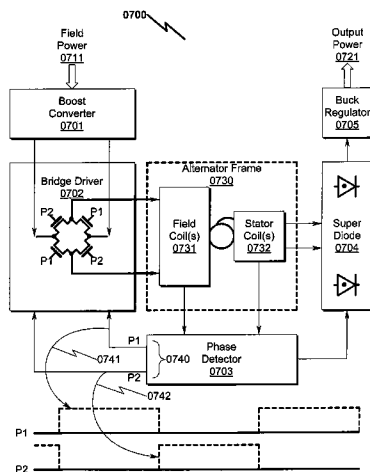 0700
Field
Power
0711
Output
Power
0721
Boost
Converter
0701
Buck
Regulator
0705
Bridge Driver
0702
P2
P1
P1
P2
Alternator Frame
0730
Field
Coil(s)
0731
Stator
Coil(s)
0732
Super
Diode
0704
P1
P2
0740
Phase
Detector
0703
0741
0742
P1
P2